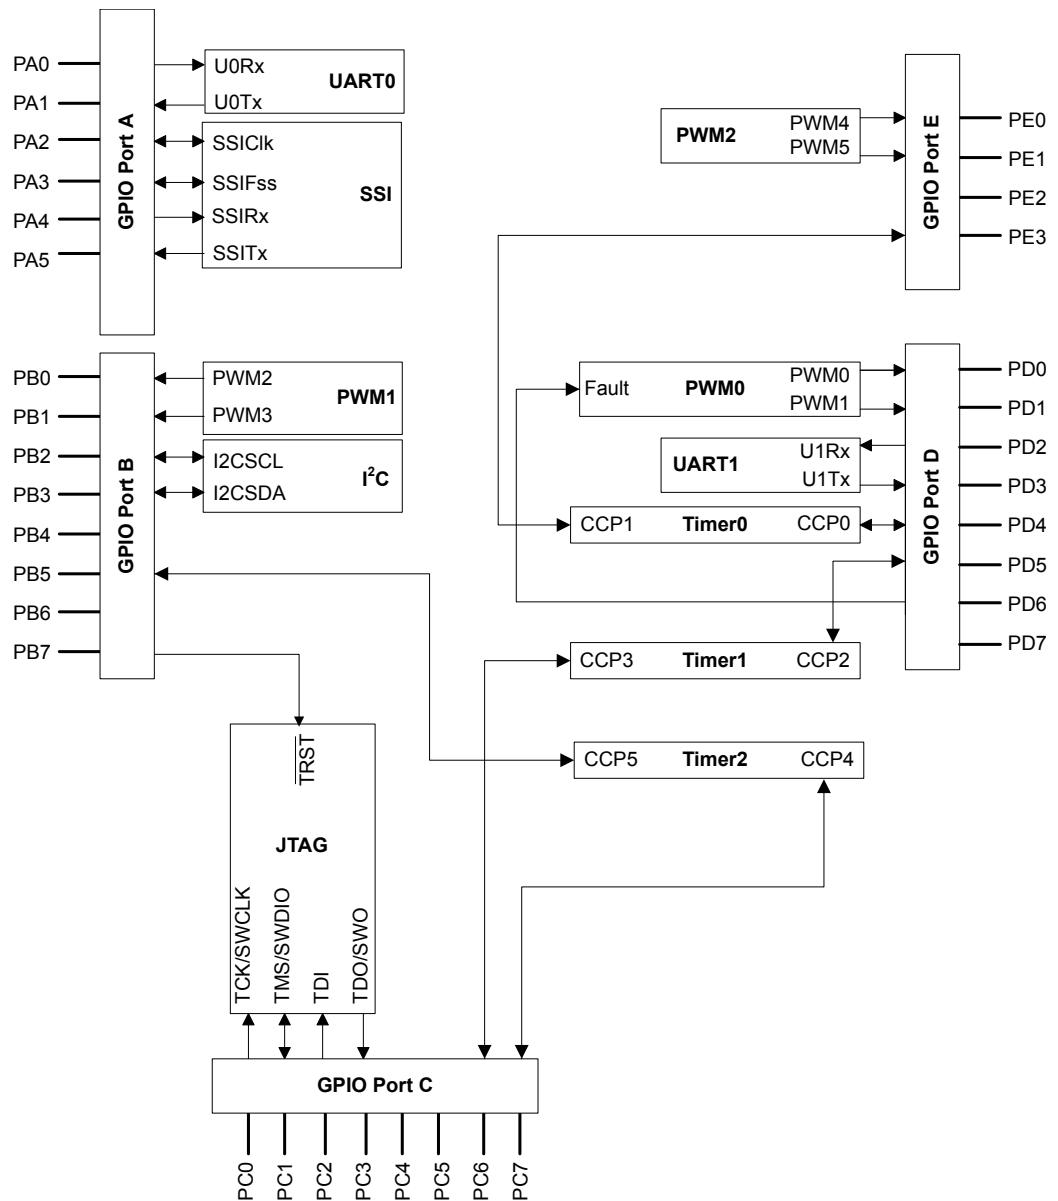 PA0
PA1
PA2
PA3
PA4
PA5
GPIO Port A
U0Rx
U0Tx
UART0
SSIClk
SSIFss
SSIRx
SSITx
SSI
PWM2
PWM4
PWM5
GPIO Port E
PE0
PE1
PE2
PE3
PB0
PB1
PB2
PB3
PB4
PB5
PB6
PB7
GPIO Port B
PWM2
PWM3
PWM1
I2CSCL
I2CSDA
I²C
Fault
PWM0
PWM0
PWM1
UART1
U1Rx
U1Tx
CCP1
Timer0
CCP0
GPIO Port D
PD0
PD1
PD2
PD3
PD4
PD5
PD6
PD7
CCP3
Timer1
CCP2
CCP5
Timer2
CCP4
TRST
JTAG
TCK/SWCLK
TMS/SWDIO
TDI
TDO/SWO
GPIO Port C
PC0
PC1
PC2
PC3
PC4
PC5
PC6
PC7